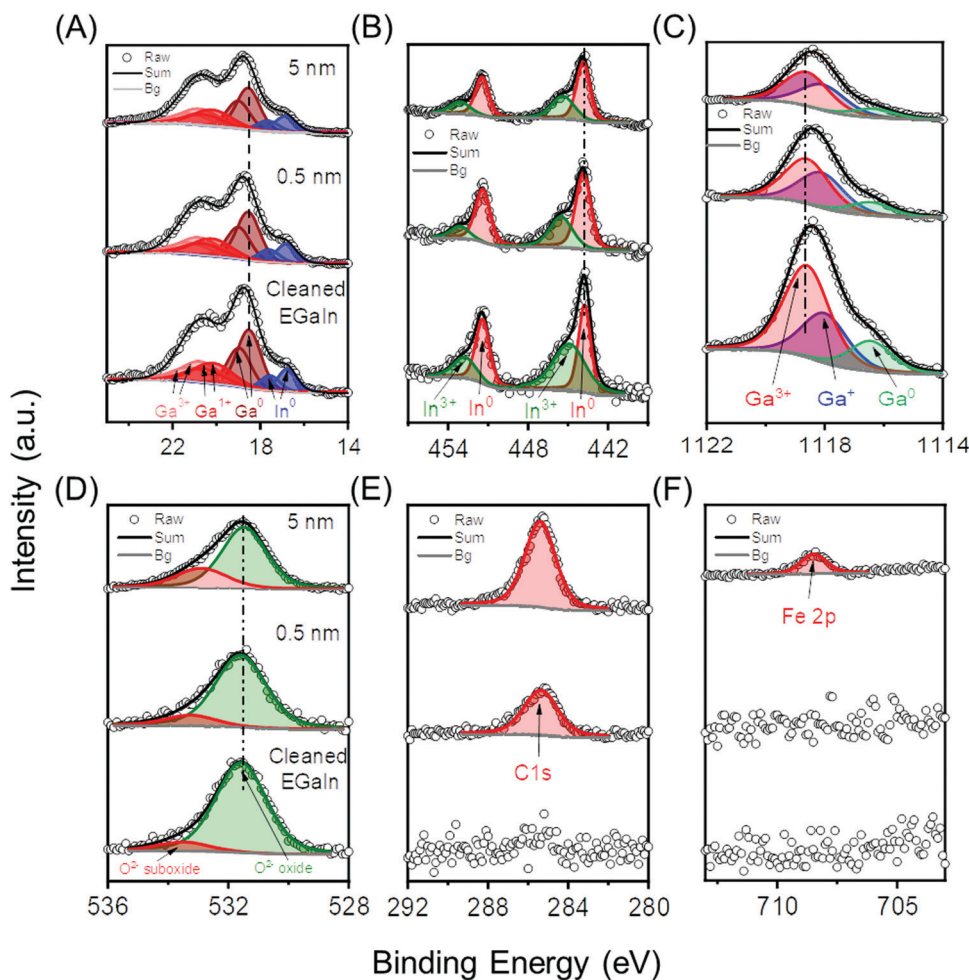 (A)
Raw
Sum
Bg
5 nm
0.5 nm
Cleaned
EGaIn
Ga³⁺ Ga¹⁺ Ga⁰ In⁰
22 18 14
(B)
Raw
Sum
Bg
In³⁺ In⁰ In³⁺ In⁰
454 448 442
(C)
Raw
Sum
Bg
Ga³⁺ Ga⁺ Ga⁰
1122 1118 1114
Intensity (a.u.)
(D)
Raw
Sum
Bg
5 nm
0.5 nm
Cleaned
EGaIn
O²⁻ suboxide O²⁻ oxide
536 532 528
(E)
Raw
Sum
Bg
C1s
292 288 284 280
(F)
Raw
Sum
Bg
Fe 2p
710 705
Binding Energy (eV)